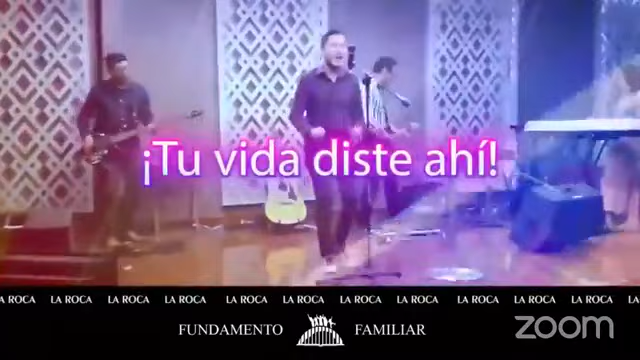 ¡Tu vida diste ahí!
A ROCA LA ROCA LA ROCA LA ROCA LA ROCA LA ROCA LA ROCA LA ROCA LA ROCA LA ROCA LA ROCA LA
FUNDAMENTO FAMILIAR
zoom